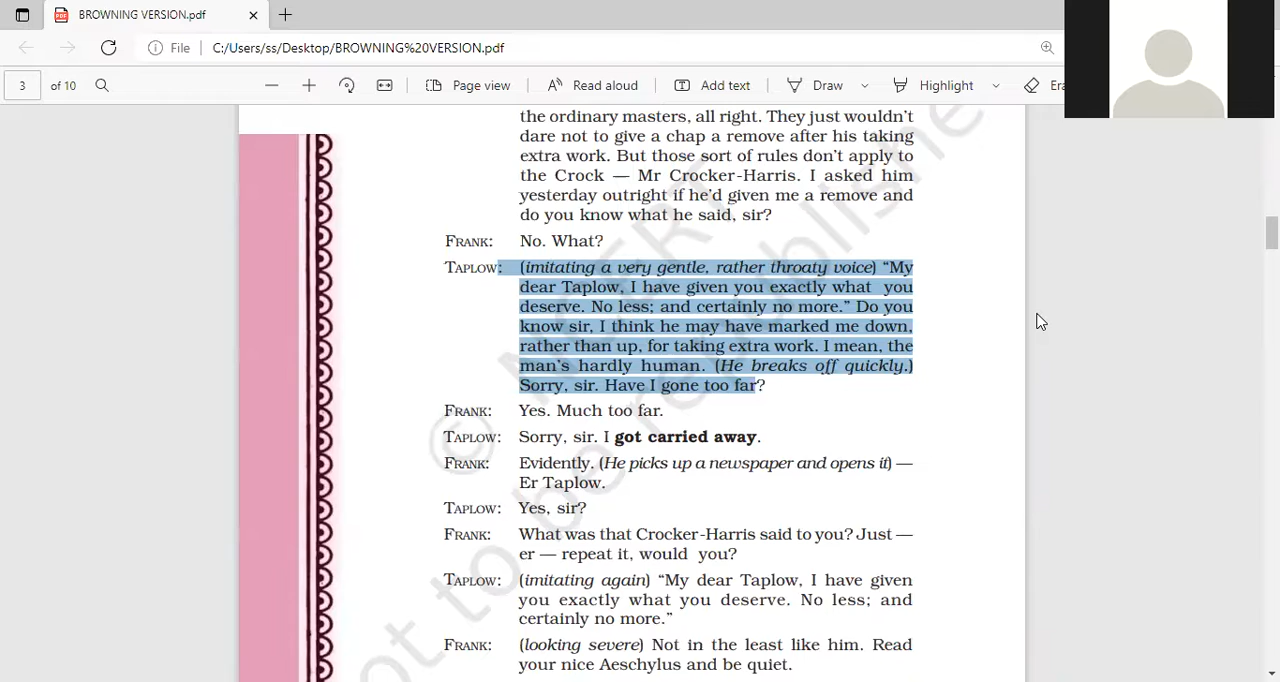 BROWNING VERSION.pdf
File C:/Users/ss/Desktop/BROWNING%20VERSION.pdf
3 of 10 Page view Read aloud Add text Draw Highlight
the ordinary masters, all right. They just wouldn't
dare not to give a chap a remove after his taking
extra work. But those sort of rules don't apply to
the Crock — Mr Crocker-Harris. I asked him
yesterday outright if he'd given me a remove and
do you know what he said, sir?
FRANK: No. What?
TAPLOW: (imitating a very gentle, rather throaty voice) "My
dear Taplow, I have given you exactly what you
deserve. No less; and certainly no more." Do you
know sir, I think he may have marked me down,
rather than up, for taking extra work. I mean, the
man's hardly human. (He breaks off quickly.)
Sorry, sir. Have I gone too far?
FRANK: Yes. Much too far.
TAPLOW: Sorry, sir. I got carried away.
FRANK: Evidently. (He picks up a newspaper and opens it) —
Er Taplow.
TAPLOW: Yes, sir?
FRANK: What was that Crocker-Harris said to you? Just —
er — repeat it, would you?
TAPLOW: (imitating again) "My dear Taplow, I have given
you exactly what you deserve. No less; and
certainly no more."
FRANK: (looking severe) Not in the least like him. Read
your nice Aeschylus and be quiet.
© NCERT
not to be republishe